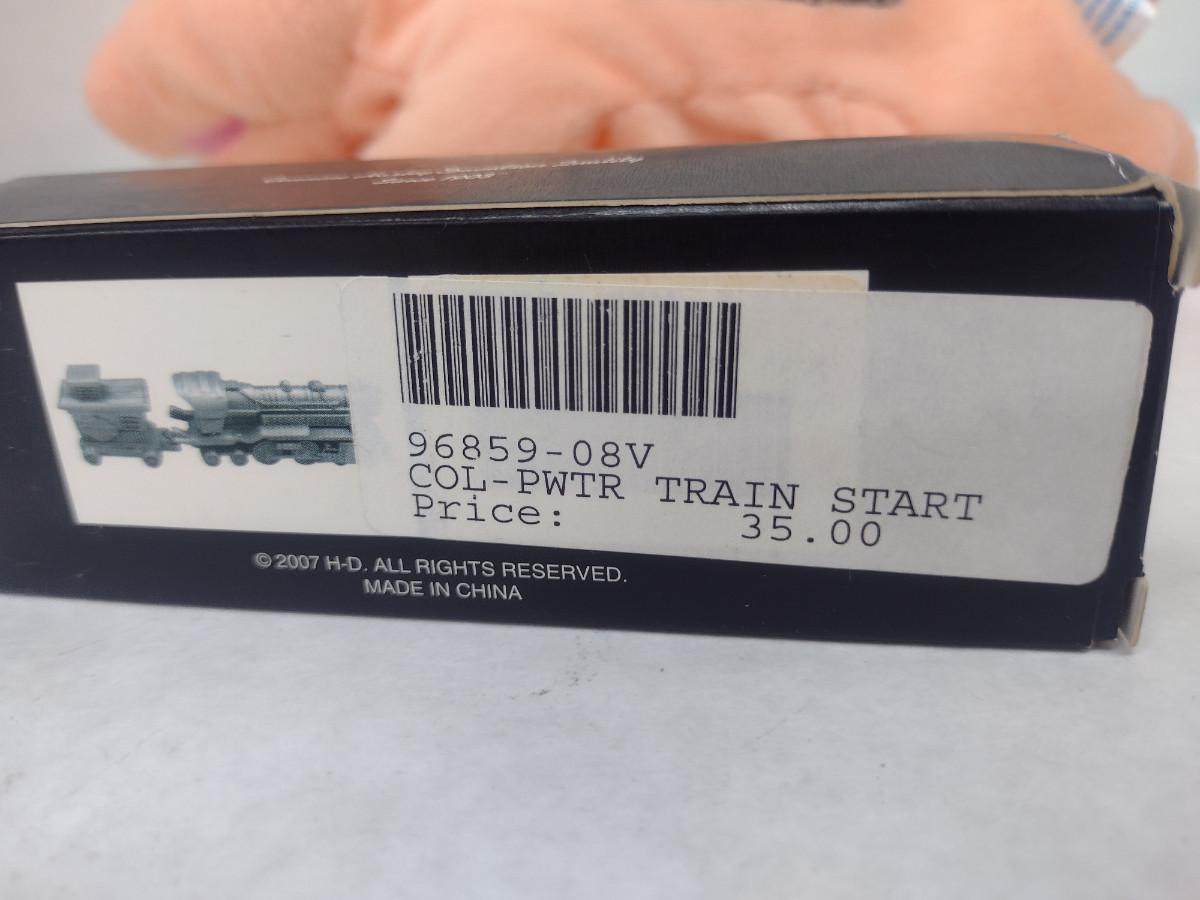 96859-08V
COL-PWTR TRAIN START
Price: 35.00
© 2007 H-D. ALL RIGHTS RESERVED.
MADE IN CHINA